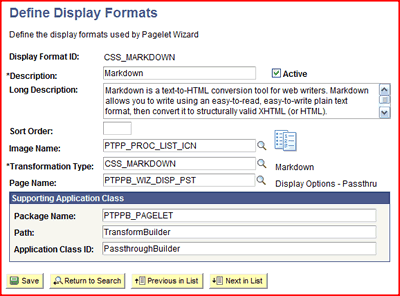 Define Display Formats
Define the display formats used by Pagelet Wizard
Display Format ID: CSS_MARKDOWN
*Description: Markdown Active
Long Description: Markdown is a text-to-HTML conversion tool for web writers. Markdown
allows you to write using an easy-to-read, easy-to-write plain text
format, then convert it to structurally valid XHTML (or HTML).
Sort Order:
Image Name: PTPP_PROC_LIST_ICN
*Transformation Type: CSS_MARKDOWN Markdown
Page Name: PTPPB_WIZ_DISP_PST Display Options - Passthru
Supporting Application Class
Package Name: PTPPB_PAGELET
Path: TransformBuilder
Application Class ID: PassthroughBuilder
Save Return to Search Previous in List Next in List